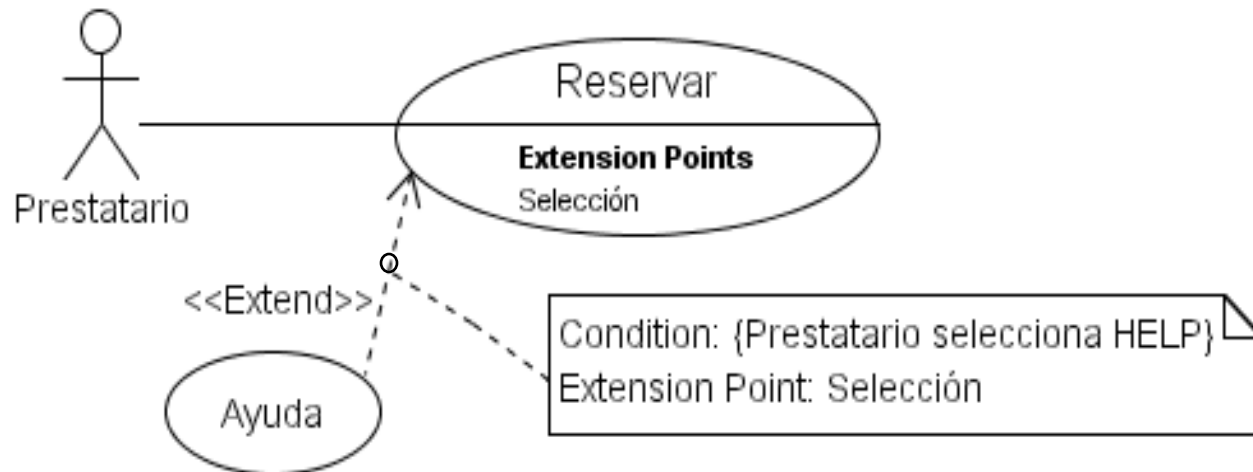 Reservar
Extension Points
Selección
Prestatario
<<Extend>>
Condition: {Prestatario selecciona HELP}
Extension Point: Selección
Ayuda